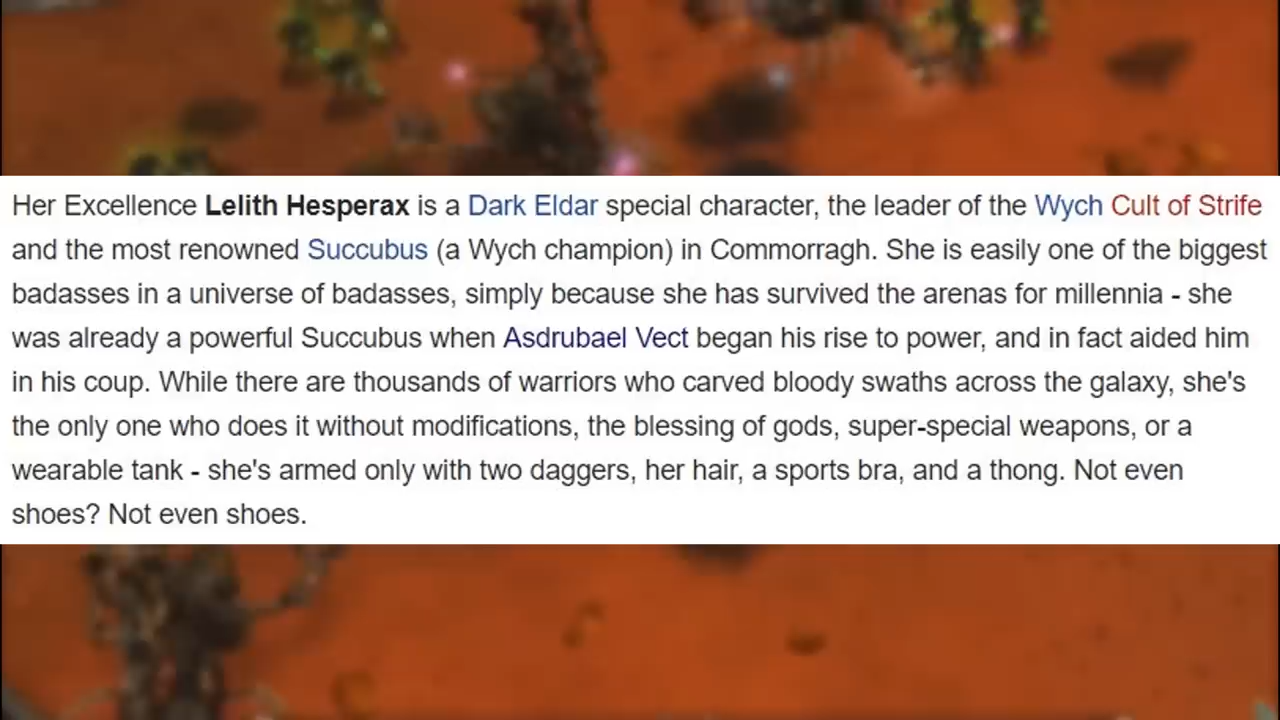 Her Excellence Lelith Hesperax is a Dark Eldar special character, the leader of the Wych Cult of Strife
and the most renowned Succubus (a Wych champion) in Commorragh. She is easily one of the biggest
badasses in a universe of badasses, simply because she has survived the arenas for millennia - she
was already a powerful Succubus when Asdrubael Vect began his rise to power, and in fact aided him
in his coup. While there are thousands of warriors who carved bloody swaths across the galaxy, she's
the only one who does it without modifications, the blessing of gods, super-special weapons, or a
wearable tank - she's armed only with two daggers, her hair, a sports bra, and a thong. Not even
shoes? Not even shoes.